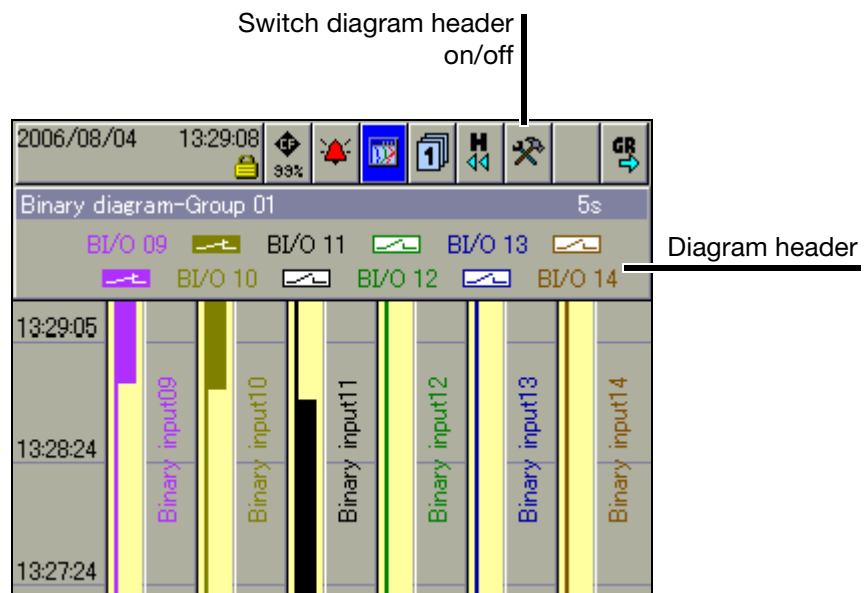 Switch diagram header
on/off
2006/08/04 13:29:08 CF 99% 1 H GR
Binary diagram-Group 01 5s
BI/O 09 BI/O 11 BI/O 13
BI/O 10 BI/O 12 BI/O 14
Diagram header
13:29:05
13:28:24
13:27:24
Binary input09
Binary input10
Binary input11
Binary input12
Binary input13
Binary input14